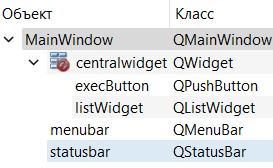 Объект Класс
MainWindow QMainWindow
centralwidget QWidget
execButton QPushButton
listWidget QListWidget
menubar QMenuBar
statusbar QStatusBar